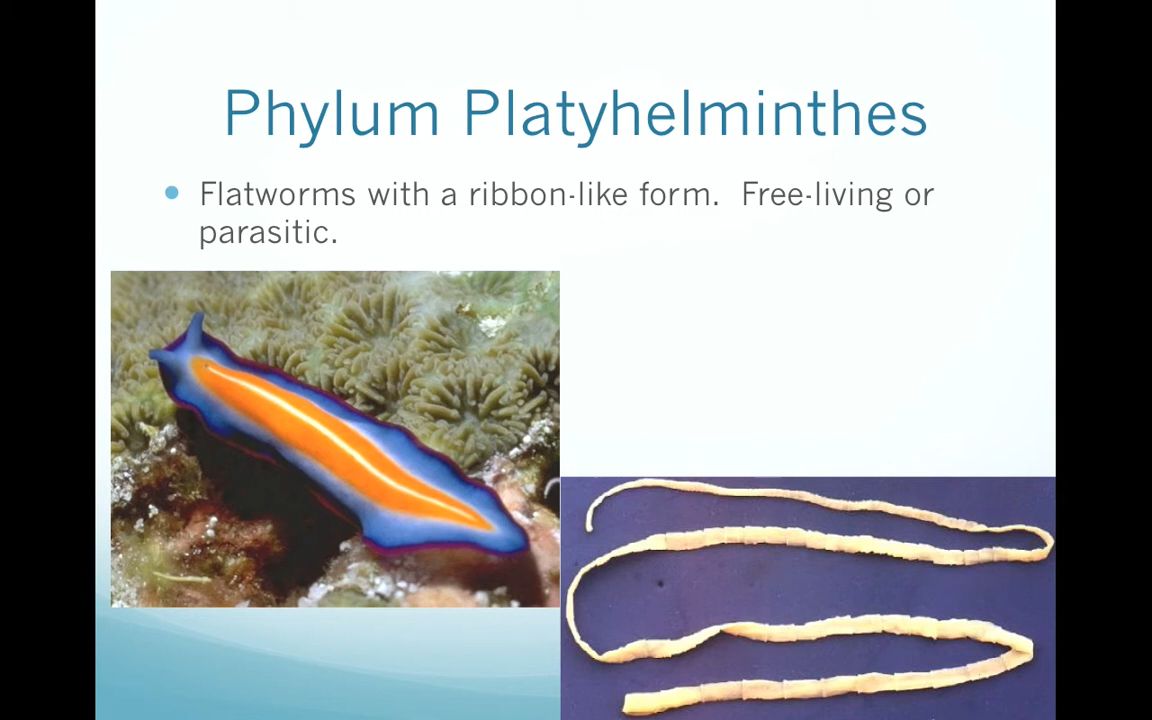 Phylum Platyhelminthes
Flatworms with a ribbon-like form. Free-living or
parasitic.